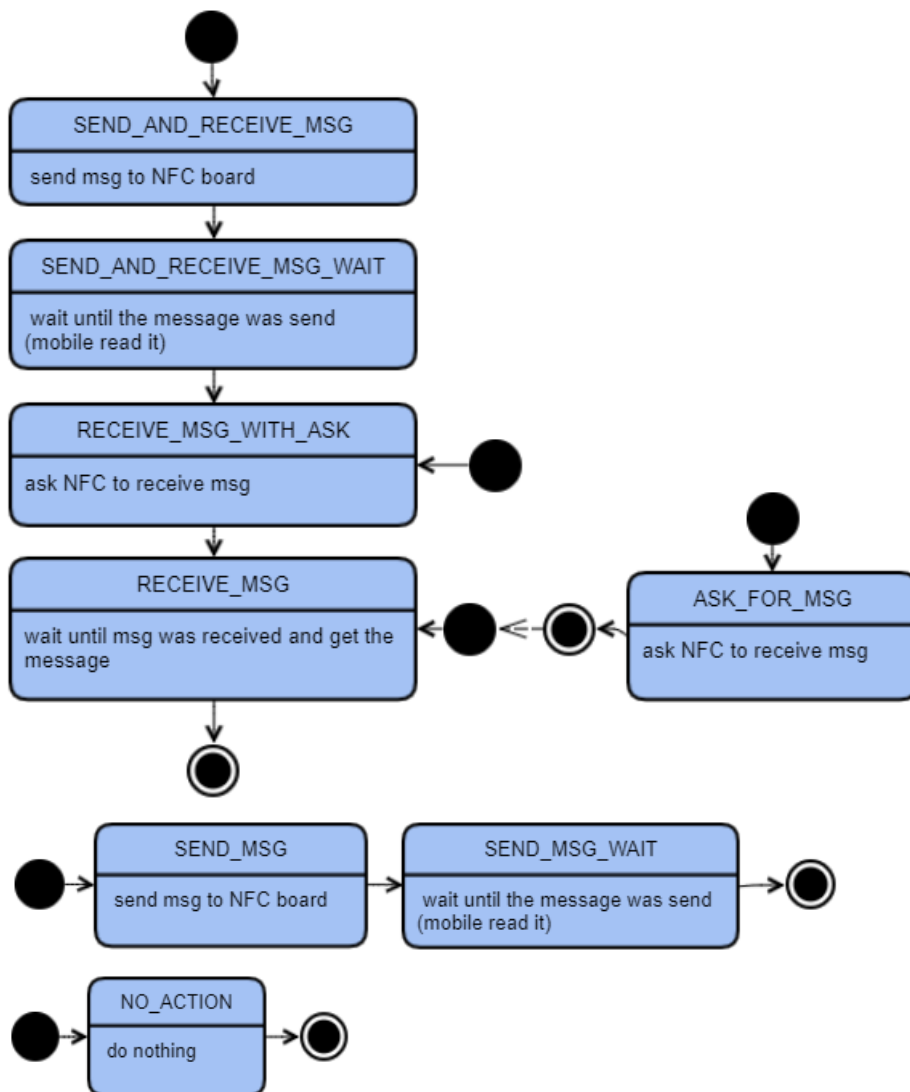 SEND_AND_RECEIVE_MSG
send msg to NFC board
SEND_AND_RECEIVE_MSG_WAIT
wait until the message was send
(mobile read it)
RECEIVE_MSG_WITH_ASK
ask NFC to receive msg
RECEIVE_MSG
wait until msg was received and get the
message
ASK_FOR_MSG
ask NFC to receive msg
SEND_MSG
send msg to NFC board
SEND_MSG_WAIT
wait until the message was send
(mobile read it)
NO_ACTION
do nothing